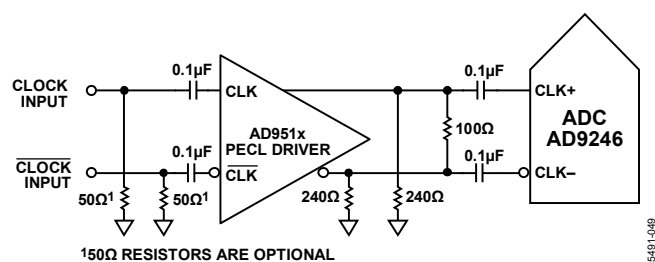 CLOCK
INPUT
0.1µF
CLK
AD951x
PECL DRIVER
0.1µF
CLK+
ADC
AD9246
100Ω
CLOCK
INPUT
0.1µF
CLK
0.1µF
CLK–
50Ω1
50Ω1
240Ω
240Ω
150Ω RESISTORS ARE OPTIONAL
5491-049